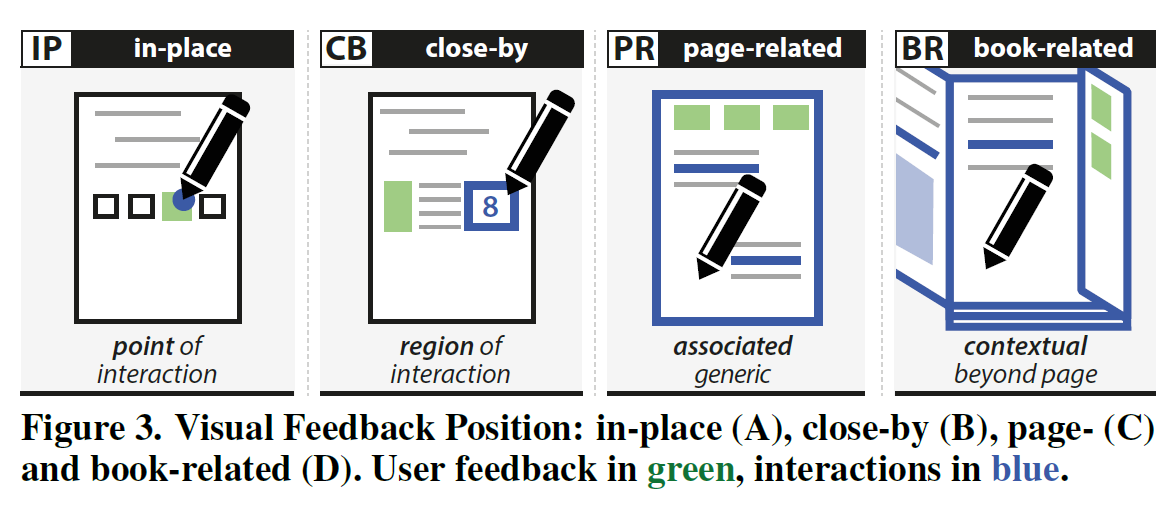 IP in-place
CB close-by
PR page-related
BR book-related
8
point of
interaction
region of
interaction
associated
generic
contextual
beyond page
Figure 3. Visual Feedback Position: in-place (A), close-by (B), page- (C)
and book-related (D). User feedback in green, interactions in blue.